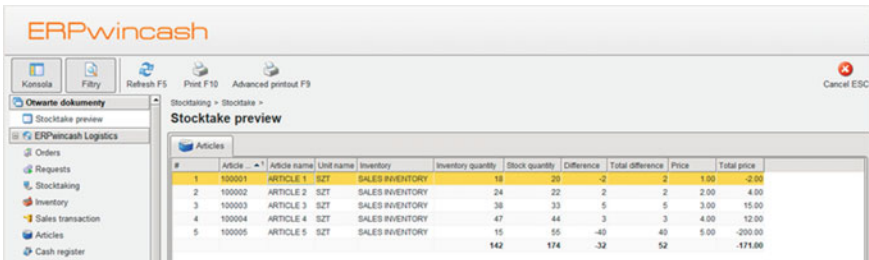 ERPwincash
Konsola Filtry Refresh F5 Print F10 Advanced printout F9 Cancel ESC
Otwarte dokumenty
Stocktake preview
ERPwincash Logistics
Orders
Requests
Stocktaking
Inventory
Sales transaction
Articles
Cash register
Stocktaking > Stocktake >
Stocktake preview
Articles
# Article ... 1 Article name Unit name Inventory Inventory quantity Stock quantity Difference Total difference Price Total price
1 100001 ARTICLE 1 SZT SALES INVENTORY 18 20 -2 2 1.00 -2.00
2 100002 ARTICLE 2 SZT SALES INVENTORY 24 22 2 2 2.00 4.00
3 100003 ARTICLE 3 SZT SALES INVENTORY 38 33 5 5 3.00 15.00
4 100004 ARTICLE 4 SZT SALES INVENTORY 47 44 3 3 4.00 12.00
5 100005 ARTICLE 5 SZT SALES INVENTORY 15 55 -40 40 5.00 -200.00
142 174 -32 52 -171.00